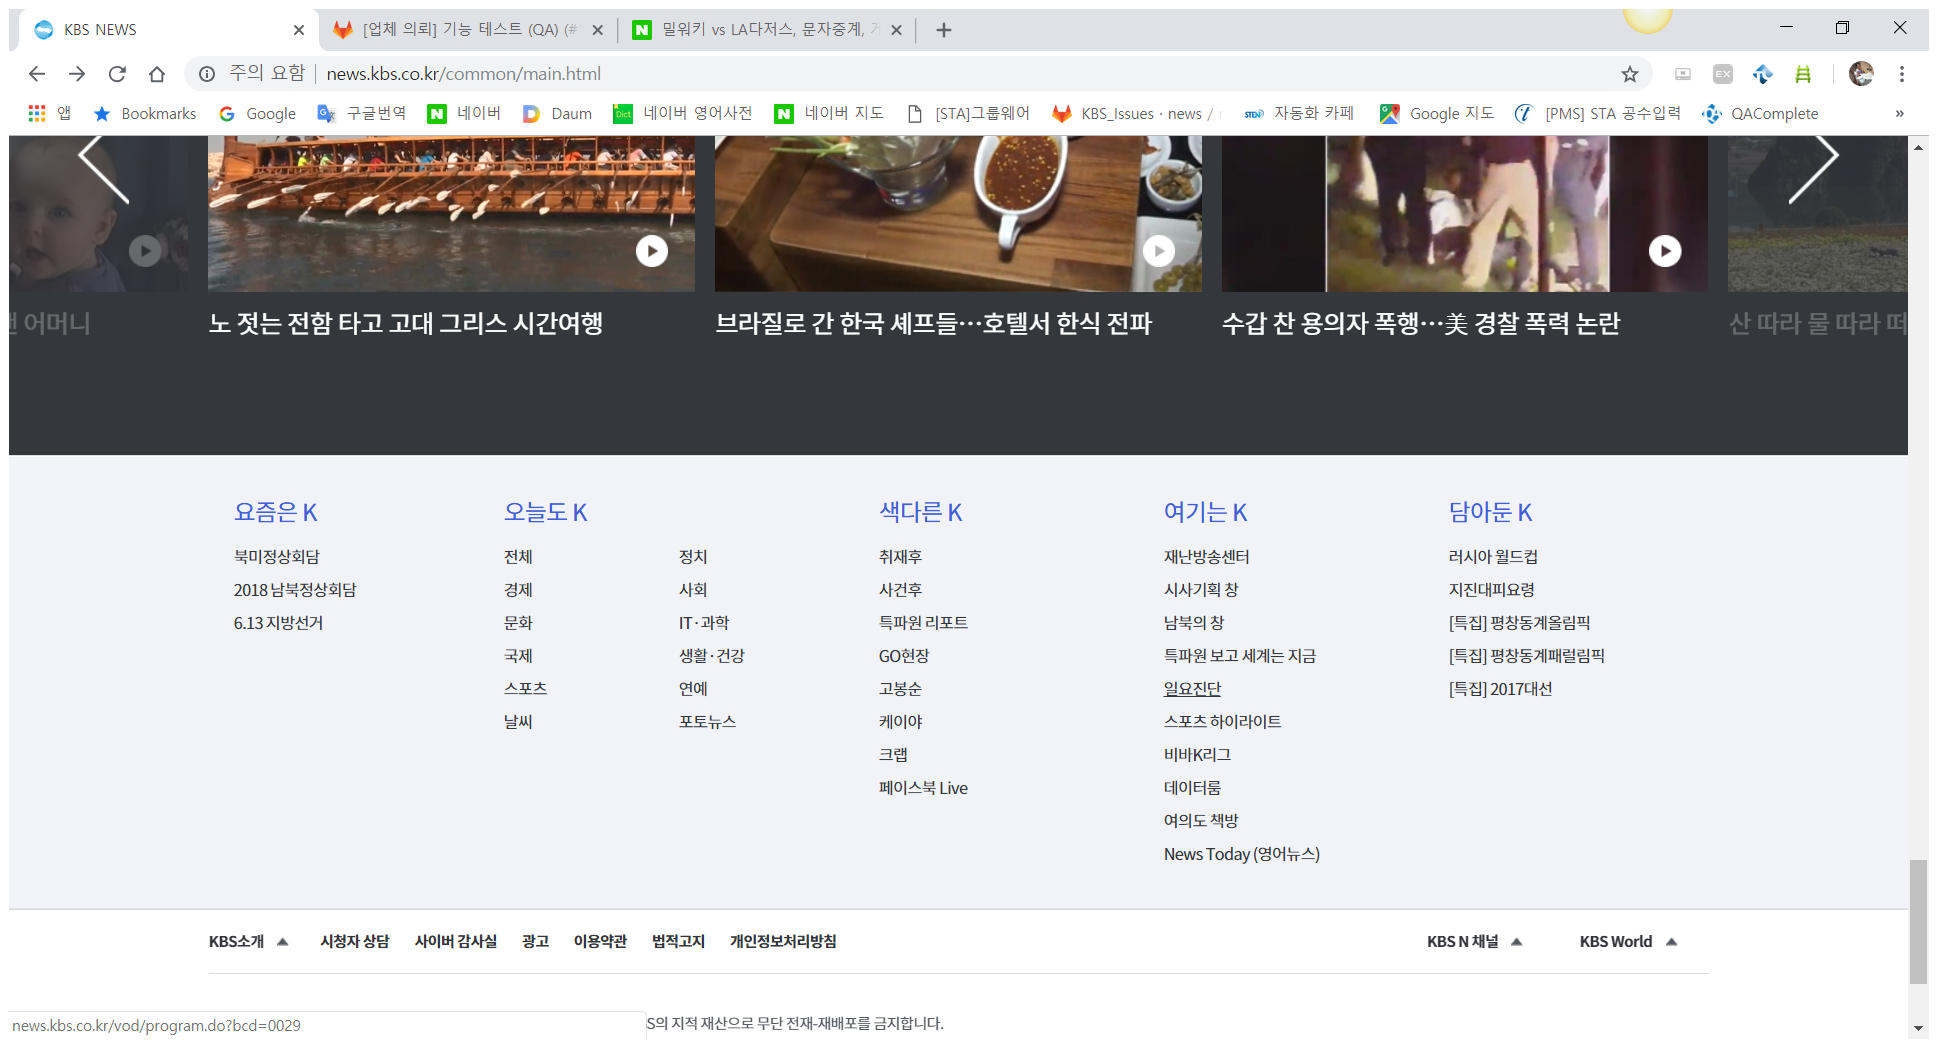 KBS NEWS
[업체 의뢰] 기능 테스트 (QA) (#
밀워키 vs LA다저스, 문자중계,
주의 요함 news.kbs.co.kr/common/main.html
앱 Bookmarks Google 구글번역 네이버 Daum 네이버 영어사전 네이버 지도 [STA]그룹웨어 KBS_Issues · news / 자동화 카페 Google 지도 [PMS] STA 공수입력 QAComplete »
어머니
노 젓는 전함 타고 고대 그리스 시간여행
브라질로 간 한국 셰프들…호텔서 한식 전파
수갑 찬 용의자 폭행…美 경찰 폭력 논란
산 따라 물 따라 떠
요즘은 K
북미정상회담
2018 남북정상회담
6.13 지방선거
오늘도 K
전체 정치
경제 사회
문화 IT·과학
국제 생활·건강
스포츠 연예
날씨 포토뉴스
색다른 K
취재후
사건후
특파원 리포트
GO현장
고봉순
케이야
크랩
페이스북 Live
여기는 K
재난방송센터
시사기획 창
남북의 창
특파원 보고 세계는 지금
일요진단
스포츠 하이라이트
비바K리그
데이터룸
여의도 책방
News Today (영어뉴스)
담아둔 K
러시아 월드컵
지진대피요령
[특집] 평창동계올림픽
[특집] 평창동계패럴림픽
[특집] 2017대선
KBS소개 시청자 상담 사이버 감사실 광고 이용약관 법적고지 개인정보처리방침 KBS N 채널 KBS World
S의 지적 재산으로 무단 전재-재배포를 금지합니다.
news.kbs.co.kr/vod/program.do?bcd=0029